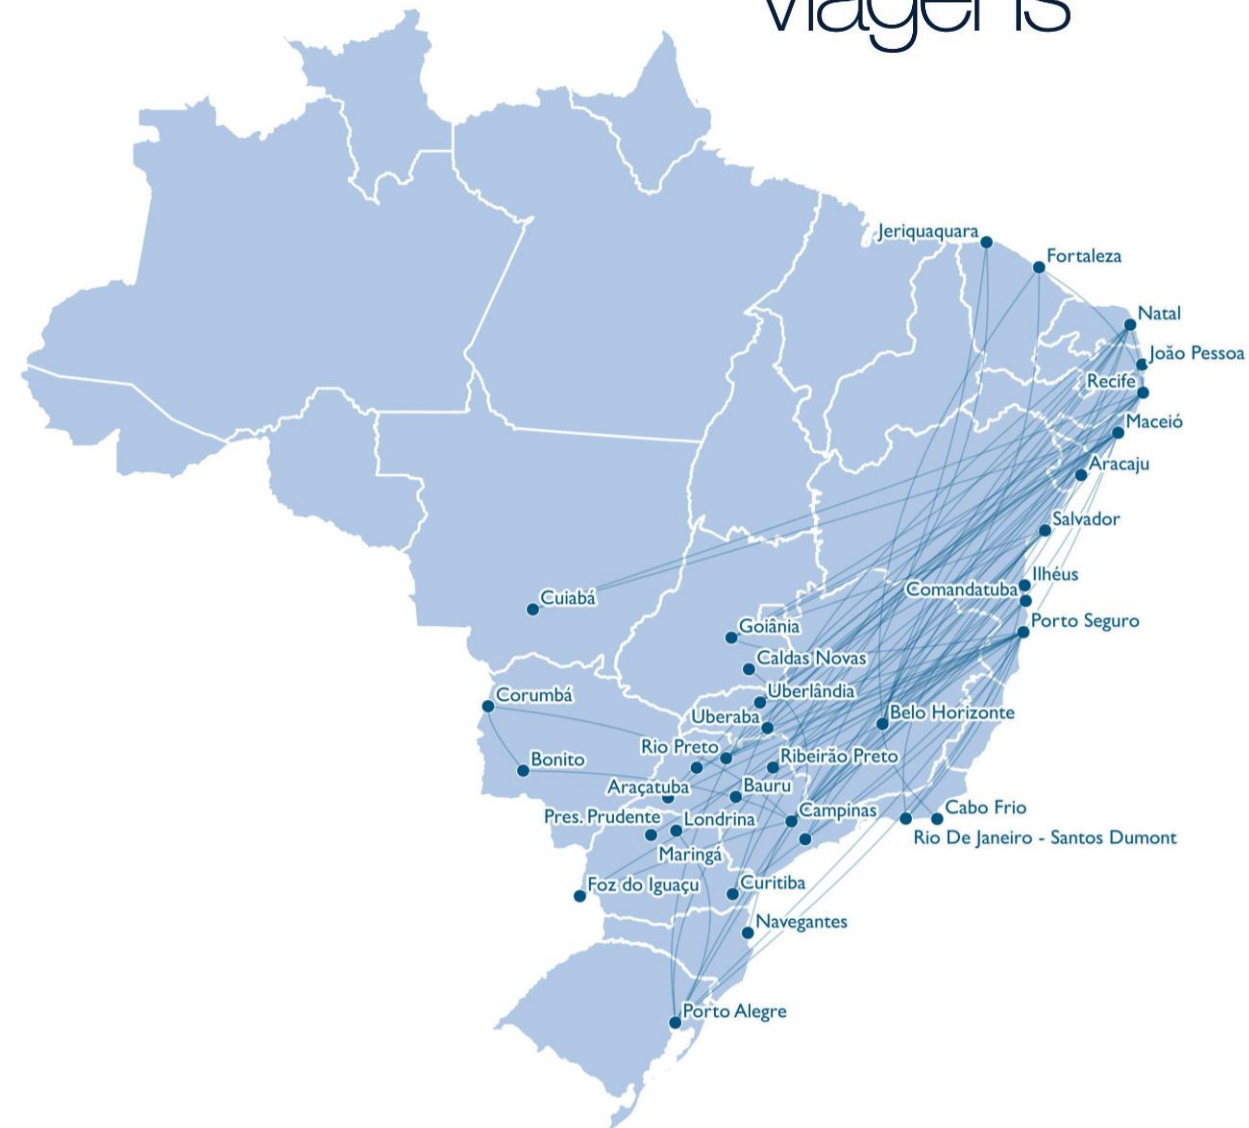 viagens
Jeriquaquara
Fortaleza
Natal
João Pessoa
Recife
Maceió
Aracaju
Salvador
Ilhéus
Comandatuba
Cuiabá
Porto Seguro
Goiânia
Caldas Novas
Corumbá
Uberlândia
Uberaba
Belo Horizonte
Rio Preto
Ribeirão Preto
Bonito
Araçatuba
Bauru
Campinas
Cabo Frio
Pres. Prudente
Londrina
Rio De Janeiro - Santos Dumont
Maringá
Foz do Iguaçu
Curitiba
Navegantes
Porto Alegre